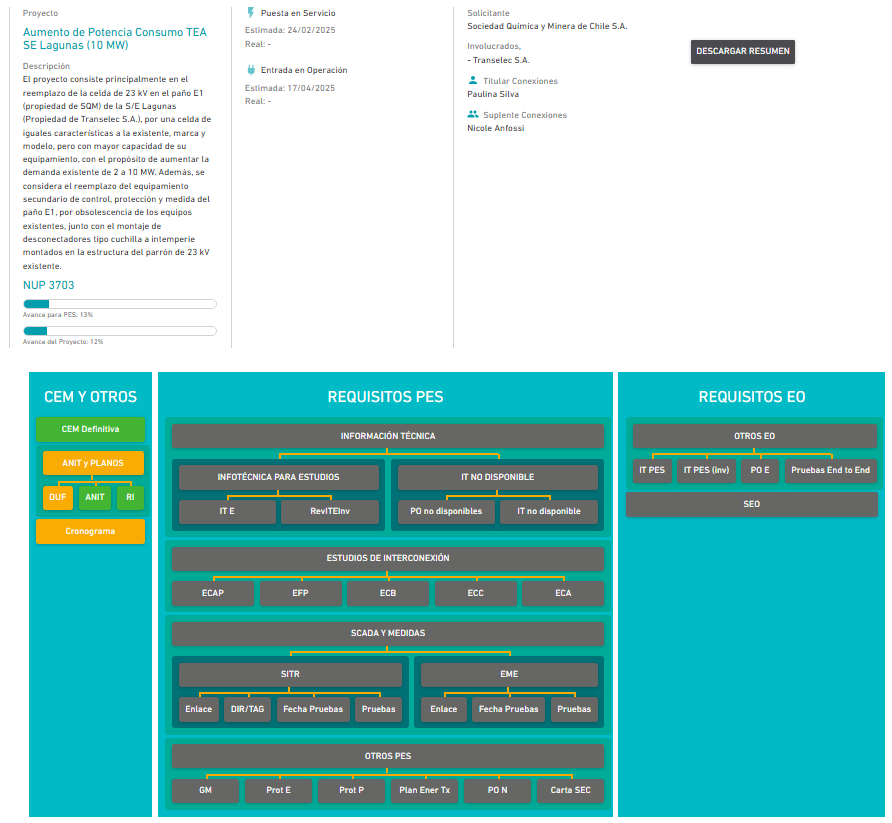 Proyecto
Aumento de Potencia Consumo TEA
SE Lagunas (10 MW)
Descripción
El proyecto consiste principalmente en el
reemplazo de la celda de 23 kV en el paño E1
(propiedad de SQM) de la S/E Lagunas
(Propiedad de Transelec S.A.), por una celda de
iguales características a la existente, marca y
modelo, pero con mayor capacidad de su
equipamiento, con el propósito de aumentar la
demanda existente de 2 a 10 MW. Además, se
considera el reemplazo del equipamiento
secundario de control, protección y medida del
paño E1, por obsolescencia de los equipos
existentes, junto con el montaje de
desconectadores tipo cuchilla a intemperie
montados en la estructura del parrón de 23 kV
existente.
NUP 3703
Avance para PES: 13%
Avance del Proyecto: 12%
Puesta en Servicio
Estimada: 24/02/2025
Real: -
Entrada en Operación
Estimada: 17/04/2025
Real: -
Solicitante
Sociedad Química y Minera de Chile S.A.
Involucrados,
- Transelec S.A.
Titular Conexiones
Paulina Silva
Suplente Conexiones
Nicole Anfossi
DESCARGAR RESUMEN
CEM Y OTROS
CEM Definitiva
ANIT y PLANOS
DUF ANIT RI
Cronograma
REQUISITOS PES
INFORMACIÓN TÉCNICA
INFOTÉCNICA PARA ESTUDIOS IT NO DISPONIBLE
IT E RevITEInv PO no disponibles IT no disponible
ESTUDIOS DE INTERCONEXIÓN
ECAP EFP ECB ECC ECA
SCADA Y MEDIDAS
SITR EME
Enlace DIR/TAG Fecha Pruebas Pruebas Enlace Fecha Pruebas Pruebas
OTROS PES
GM Prot E Prot P Plan Ener Tx PO N Carta SEC
REQUISITOS EO
OTROS EO
IT PES IT PES (inv) PO E Pruebas End to End
SEO